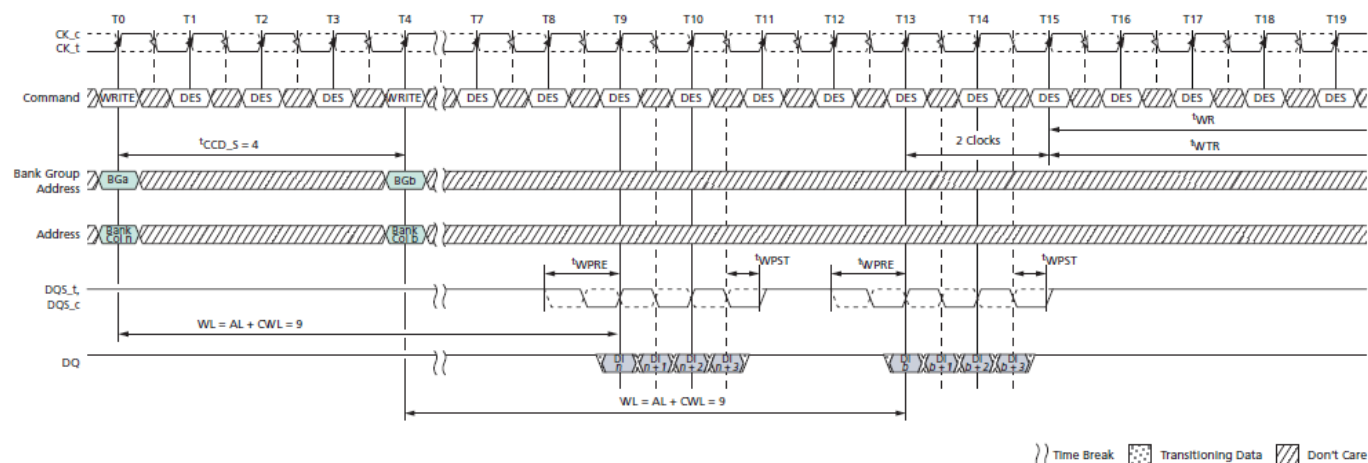 T0 T1 T2 T3 T4 T7 T8 T9 T10 T11 T12 T13 T14 T15 T16 T17 T18 T19
CK_c
CK_t
Command WRITE DES DES DES WRITE DES DES DES DES DES DES DES DES DES DES DES DES DES
tWR
tCCD_S = 4 2 Clocks tWTR
Bank Group
Address BGa BGb
Address Bank
Col n Bank
Col b
tWPRE tWPST tWPRE tWPST
DQS_t,
DQS_c
WL = AL + CWL = 9
DQ DI
n DI
n + 1 DI
n + 2 DI
n + 3 DI
b DI
b + 1 DI
b + 2 DI
b + 3
WL = AL + CWL = 9
Time Break Transitioning Data Don't Care